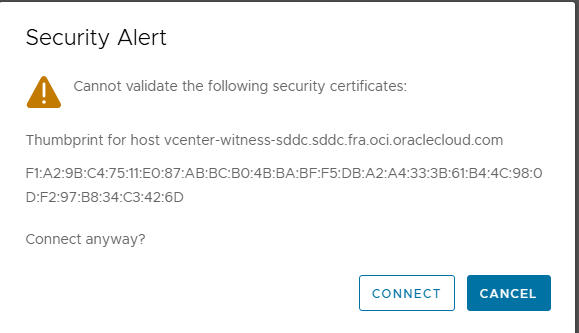 Security Alert
Cannot validate the following security certificates:
Thumbprint for host vcenter-witness-sddc.sddc.fra.oci.oraclecloud.com
F1:A2:9B:C4:75:11:E0:87:AB:BC:B0:4B:BA:BF:F5:DB:A2:A4:33:3B:61:B4:4C:98:0
D:F2:97:B8:34:C3:42:6D
Connect anyway?
CONNECT CANCEL